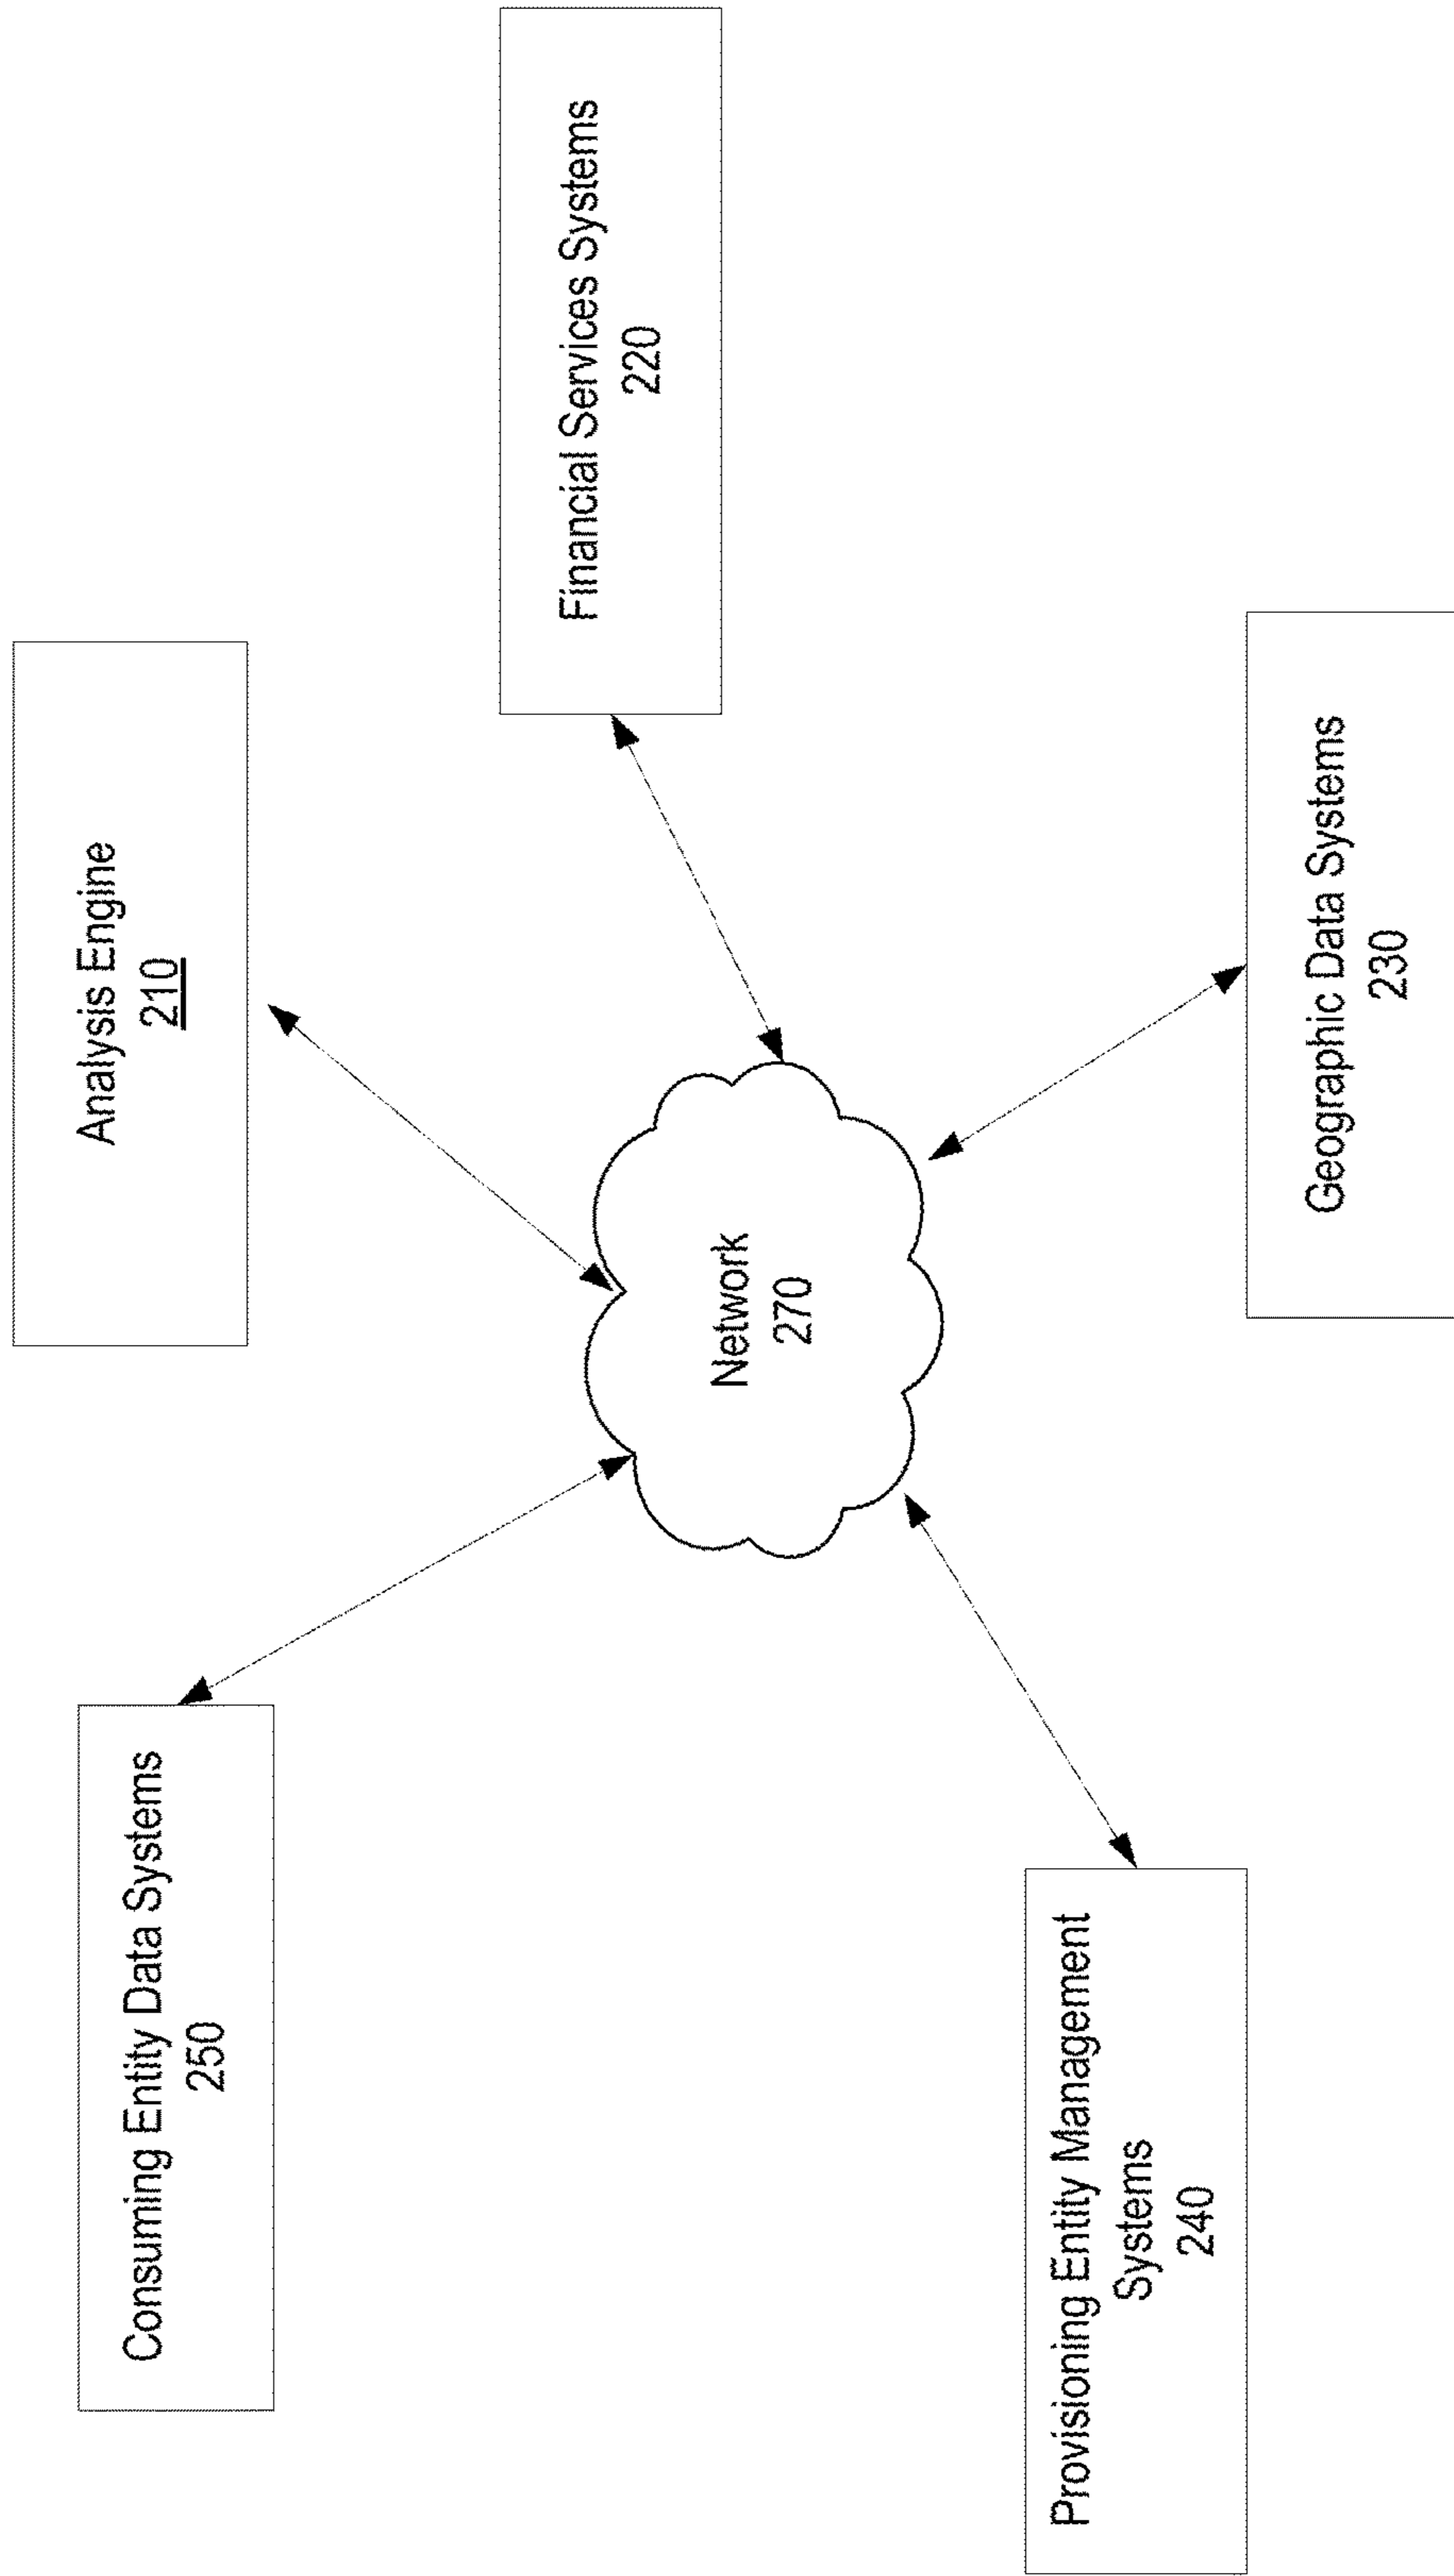 Analysis Engine
210
Consuming Entity Data Systems
250
Financial Services Systems
220
Network
270
Provisioning Entity Management
Systems
240
Geographic Data Systems
230